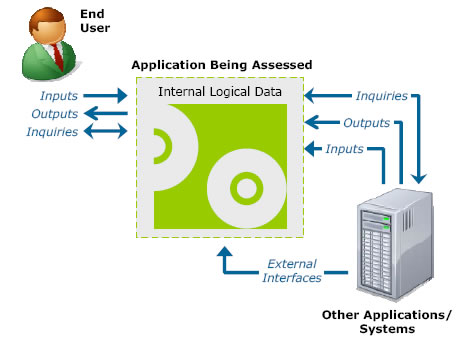 End
User
Application Being Assessed
Internal Logical Data
Inputs
Outputs
Inquiries
Inquiries
Outputs
Inputs
External
Interfaces
Other Applications/
Systems